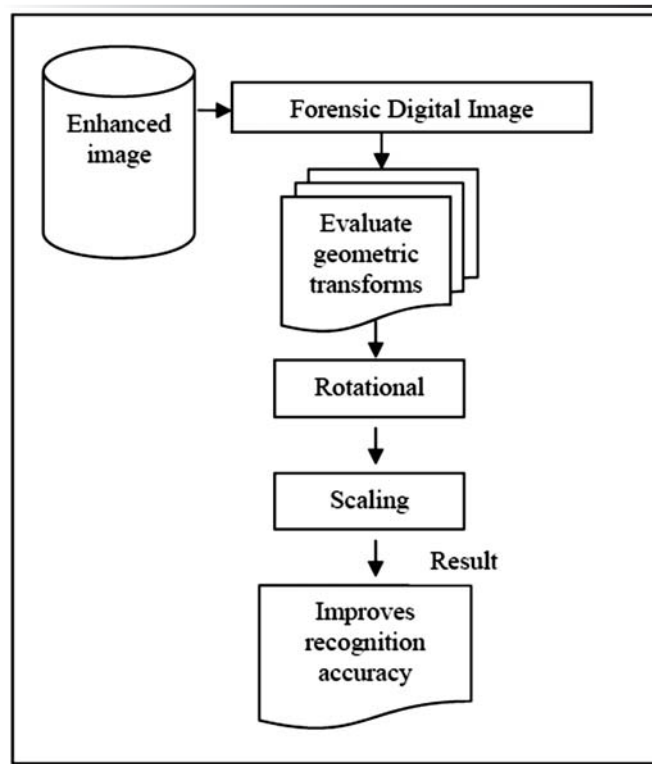 Enhanced
image
Forensic Digital Image
Evaluate
geometric
transforms
Rotational
Scaling
Result
Improves
recognition
accuracy